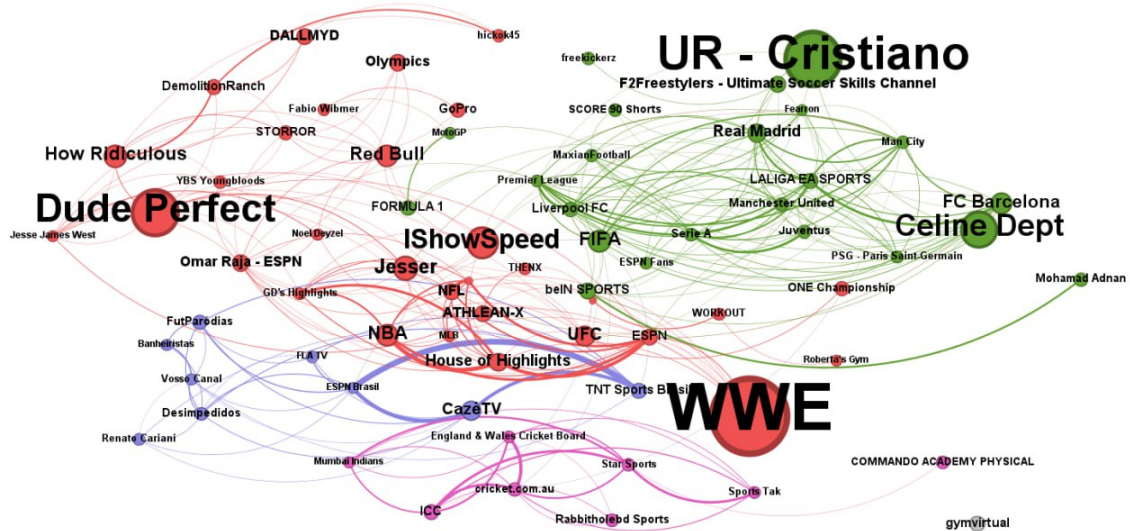 DALLMYD
hickok45
UR - Cristiano
freekickerz
Olympics
F2Freestylers - Ultimate Soccer Skills Channel
DemolitionRanch
Fabio Wibmer
GoPro
SCORE 90 Shorts
Fearron
STORROR
MotoGP
Real Madrid
Man City
How Ridiculous
Red Bull
MaxianFootball
YBS Youngbloods
Premier League
LALIGA EA SPORTS
Dude Perfect
FORMULA 1
Liverpool FC
Manchester United
FC Barcelona
Celine Dept
Jesse James West
Noel Deyzel
IShowSpeed
FIFA
Serie A
Juventus
PSG - Paris Saint-Germain
Omar Raja - ESPN
Jesser
THENX
ESPN Fans
Mohamad Adnan
GD's Highlights
NFL
beIN SPORTS
ONE Championship
ATHLEAN-X
WORKOUT
FutParodias
NBA
MLB
UFC
ESPN
Banheiristas
FLA TV
House of Highlights
Roberta's Gym
Vosso Canal
ESPN Brasil
TNT Sports Brasil
WWE
Desimpedidos
CazéTV
Renato Cariani
England & Wales Cricket Board
Mumbai Indians
Star Sports
COMMANDO ACADEMY PHYSICAL
cricket.com.au
Sports Tak
ICC
Rabbitholebd Sports
gymvirtual